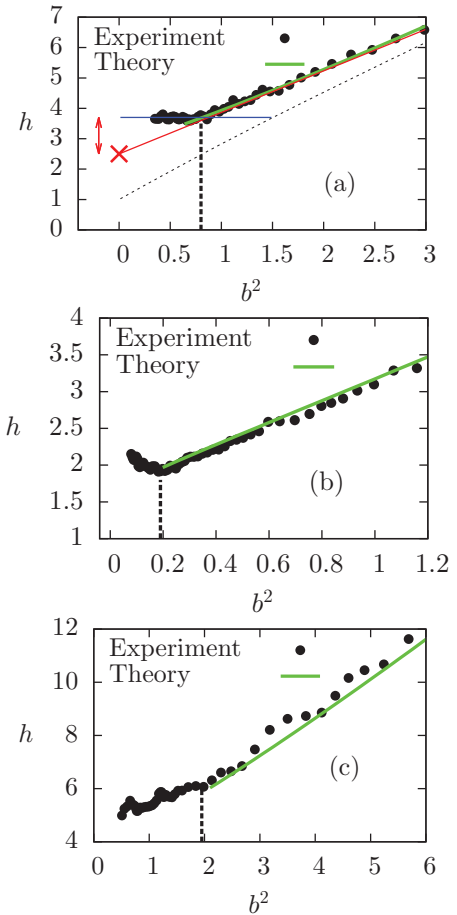 7
6
5
4
3
2
1
0
h
Experiment
Theory
(a)
0 0.5 1 1.5 2 2.5 3
b²
4
3.5
3
2.5
2
1.5
1
h
Experiment
Theory
(b)
0 0.2 0.4 0.6 0.8 1 1.2
b²
12
10
8
6
4
h
Experiment
Theory
(c)
0 1 2 3 4 5 6
b²